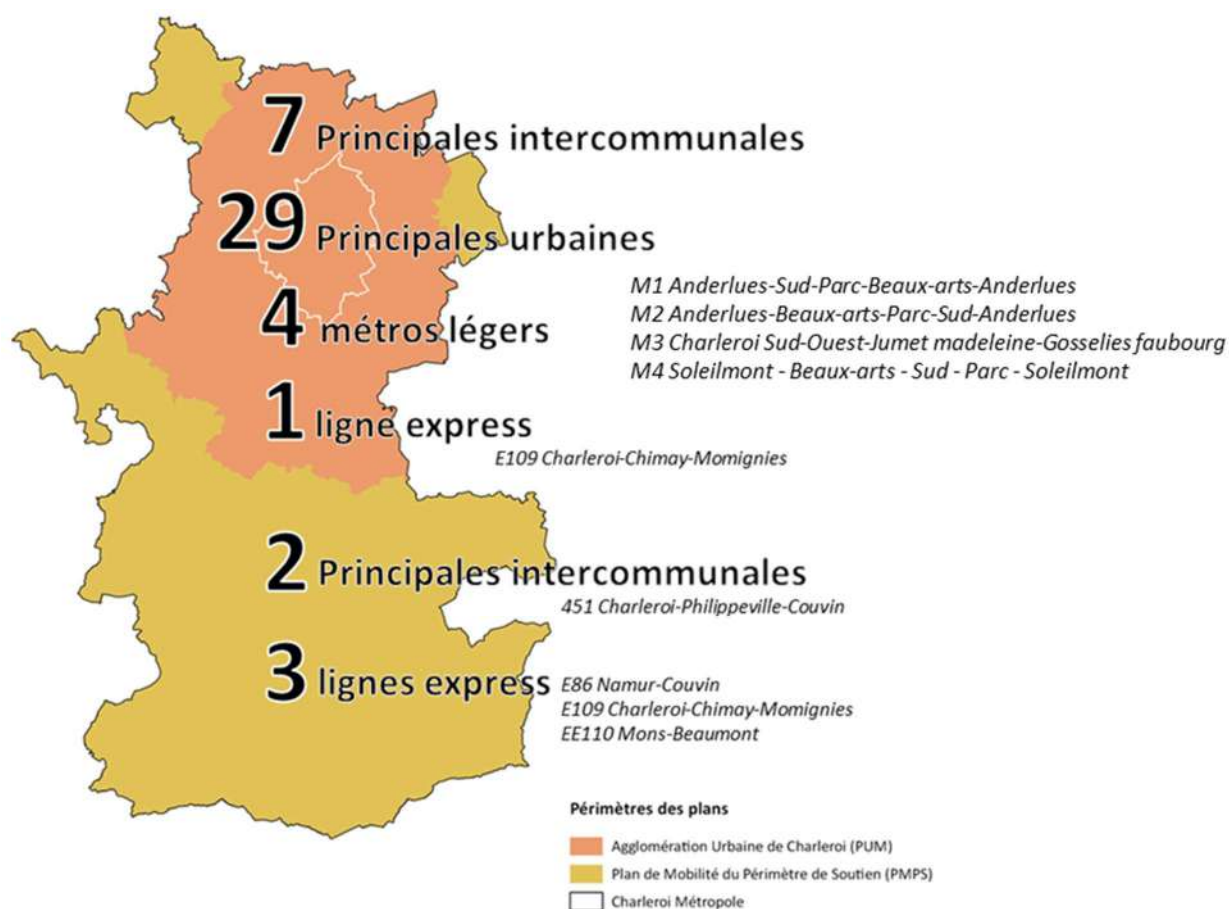 7 Principales intercommunales
29 Principales urbaines
4 métros légers
M1 Anderlues-Sud-Parc-Beaux-arts-Anderlues
M2 Anderlues-Beaux-arts-Parc-Sud-Anderlues
M3 Charleroi Sud-Ouest-Jumet madeleine-Gosselies faubourg
M4 Soleilmont - Beaux-arts - Sud - Parc - Soleilmont
1 ligne express
E109 Charleroi-Chimay-Momignies
2 Principales intercommunales
451 Charleroi-Philippeville-Couvin
3 lignes express
E86 Namur-Couvin
E109 Charleroi-Chimay-Momignies
EE110 Mons-Beaumont
Périmètres des plans
Agglomération Urbaine de Charleroi (PUM)
Plan de Mobilité du Périmètre de Soutien (PMPS)
Charleroi Métropole